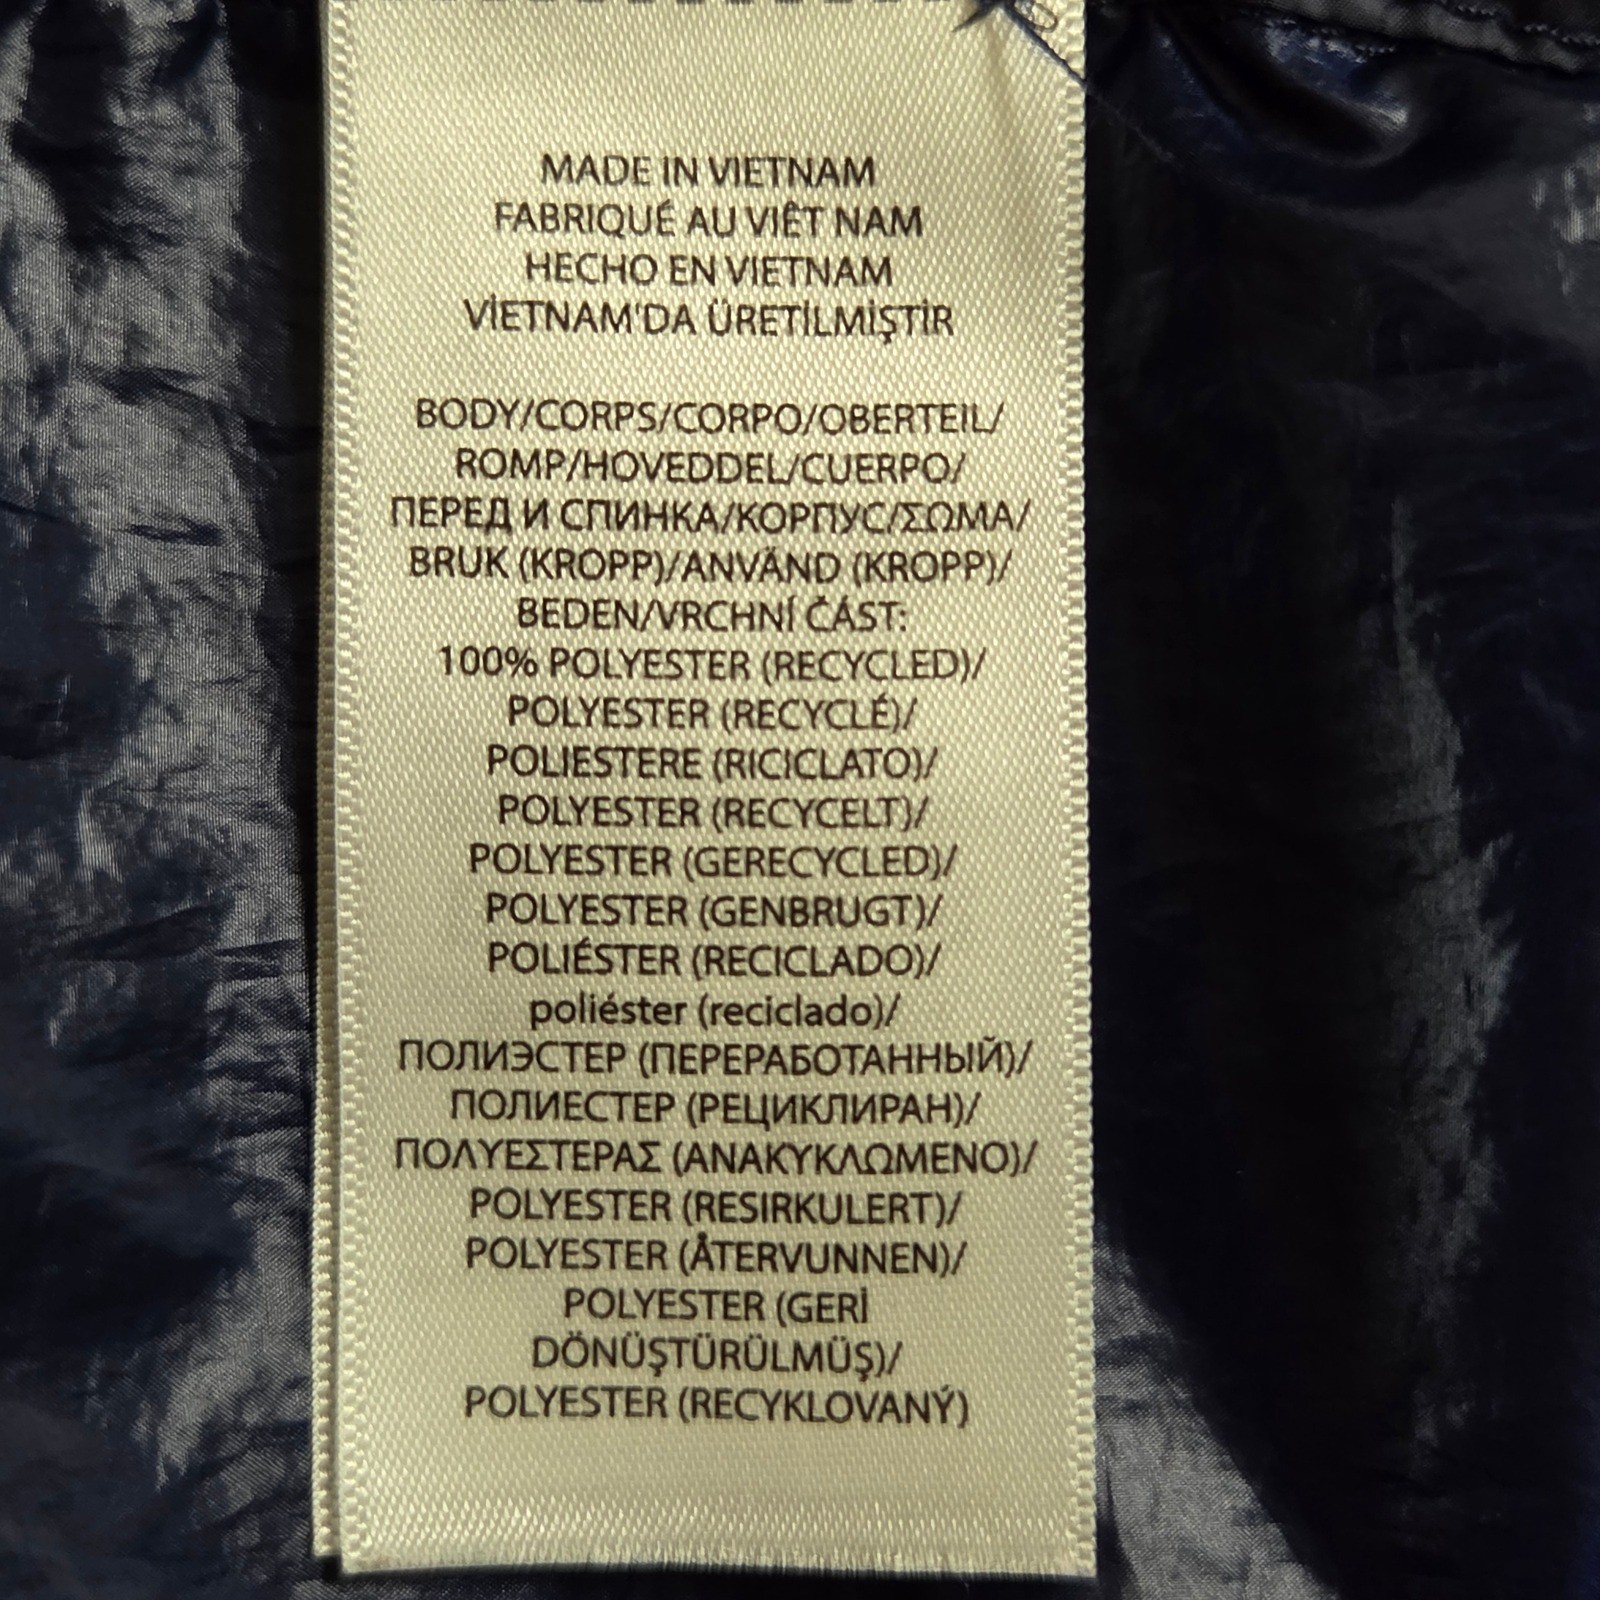 MADE IN VIETNAM
FABRIQUÉ AU VIÊT NAM
HECHO EN VIETNAM
VİETNAM'DA ÜRETİLMİŞTİR
BODY/CORPS/CORPO/OBERTEIL/
ROMP/HOVEDDEL/CUERPO/
ПЕРЕД И СПИНКА/КОРПУС/ΣΩΜΑ/
BRUK (KROPP)/ANVÄND (KROPP)/
BEDEN/VRCHNÍ ČÁST:
100% POLYESTER (RECYCLED)/
POLYESTER (RECYCLÉ)/
POLIESTERE (RICICLATO)/
POLYESTER (RECYCELT)/
POLYESTER (GERECYCLED)/
POLYESTER (GENBRUGT)/
POLIÉSTER (RECICLADO)/
poliéster (reciclado)/
ПОЛИЭСТЕР (ПЕРЕРАБОТАННЫЙ)/
ПОЛИЕСТЕР (РЕЦИКЛИРАН)/
ΠΟΛΥΕΣΤΕΡΑΣ (ΑΝΑΚΥΚΛΩΜΕΝΟ)/
POLYESTER (RESIRKULERT)/
POLYESTER (ÅTERVUNNEN)/
POLYESTER (GERİ
DÖNÜŞTÜRÜLMÜŞ)/
POLYESTER (RECYKLOVANÝ)